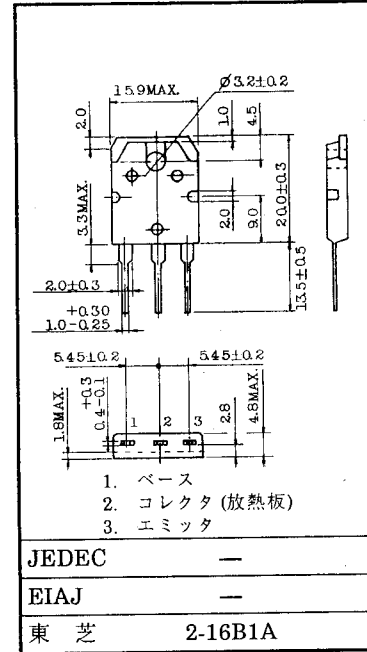 15.9MAX.
ø3.2±0.2
2.0
1.0
4.5
3.3MAX.
2.0
9.0
20.0±0.3
2.0±0.3
13.5±0.5
+0.30
1.0-0.25
5.45±0.2
5.45±0.2
1.8MAX.
+0.3
0.4-0.1
1
2
3
2.8
4.8MAX.
1. ベース
2. コレクタ (放熱板)
3. エミッタ
JEDEC —
EIAJ —
東 芝 2-16B1A